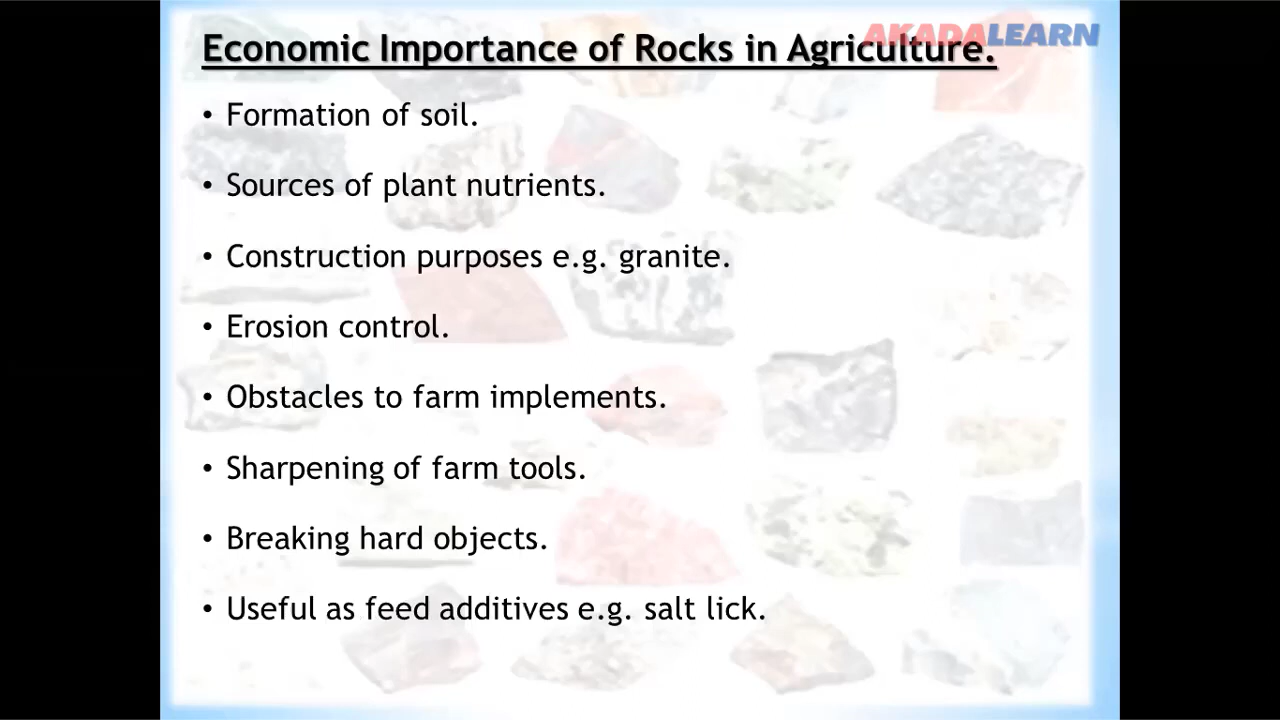 AKADALEARN
Economic Importance of Rocks in Agriculture.
• Formation of soil.
• Sources of plant nutrients.
• Construction purposes e.g. granite.
• Erosion control.
• Obstacles to farm implements.
• Sharpening of farm tools.
• Breaking hard objects.
• Useful as feed additives e.g. salt lick.